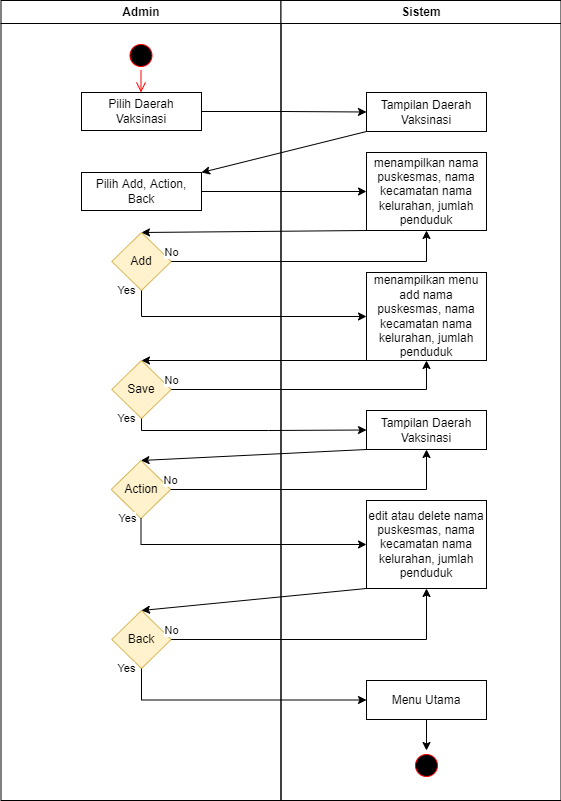 Admin
Sistem
Pilih Daerah
Vaksinasi
Tampilan Daerah
Vaksinasi
Pilih Add, Action,
Back
menampilkan nama
puskesmas, nama
kecamatan nama
kelurahan, jumlah
penduduk
Add
No
Yes
menampilkan menu
add nama
puskesmas, nama
kecamatan nama
kelurahan, jumlah
penduduk
Save
No
Yes
Tampilan Daerah
Vaksinasi
Action
No
Yes
edit atau delete nama
puskesmas, nama
kecamatan nama
kelurahan, jumlah
penduduk
Back
No
Yes
Menu Utama